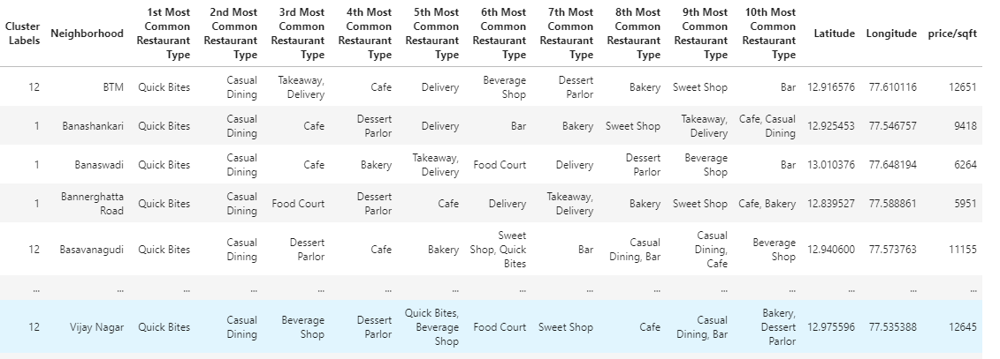 Cluster Labels Neighborhood 1st Most Common Restaurant Type 2nd Most Common Restaurant Type 3rd Most Common Restaurant Type 4th Most Common Restaurant Type 5th Most Common Restaurant Type 6th Most Common Restaurant Type 7th Most Common Restaurant Type 8th Most Common Restaurant Type 9th Most Common Restaurant Type 10th Most Common Restaurant Type Latitude Longitude price/sqft
12 BTM Quick Bites Casual Dining Takeaway, Delivery Cafe Delivery Beverage Shop Dessert Parlor Bakery Sweet Shop Bar 12.916576 77.610116 12651
1 Banashankari Quick Bites Casual Dining Cafe Dessert Parlor Delivery Bar Bakery Sweet Shop Takeaway, Delivery Cafe, Casual Dining 12.925453 77.546757 9418
1 Banaswadi Quick Bites Casual Dining Cafe Bakery Takeaway, Delivery Food Court Delivery Dessert Parlor Beverage Shop Bar 13.010376 77.648194 6264
1 Bannerghatta Road Quick Bites Casual Dining Food Court Dessert Parlor Cafe Delivery Takeaway, Delivery Bakery Sweet Shop Cafe, Bakery 12.839527 77.588861 5951
12 Basavanagudi Quick Bites Casual Dining Dessert Parlor Cafe Bakery Sweet Shop, Quick Bites Bar Casual Dining, Bar Casual Dining, Cafe Beverage Shop 12.940600 77.573763 11155
... ... ... ... ... ... ... ... ... ... ... ... ... ... ...
12 Vijay Nagar Quick Bites Casual Dining Beverage Shop Dessert Parlor Quick Bites, Beverage Shop Food Court Sweet Shop Cafe Casual Dining, Bar Bakery, Dessert Parlor 12.975596 77.535388 12645